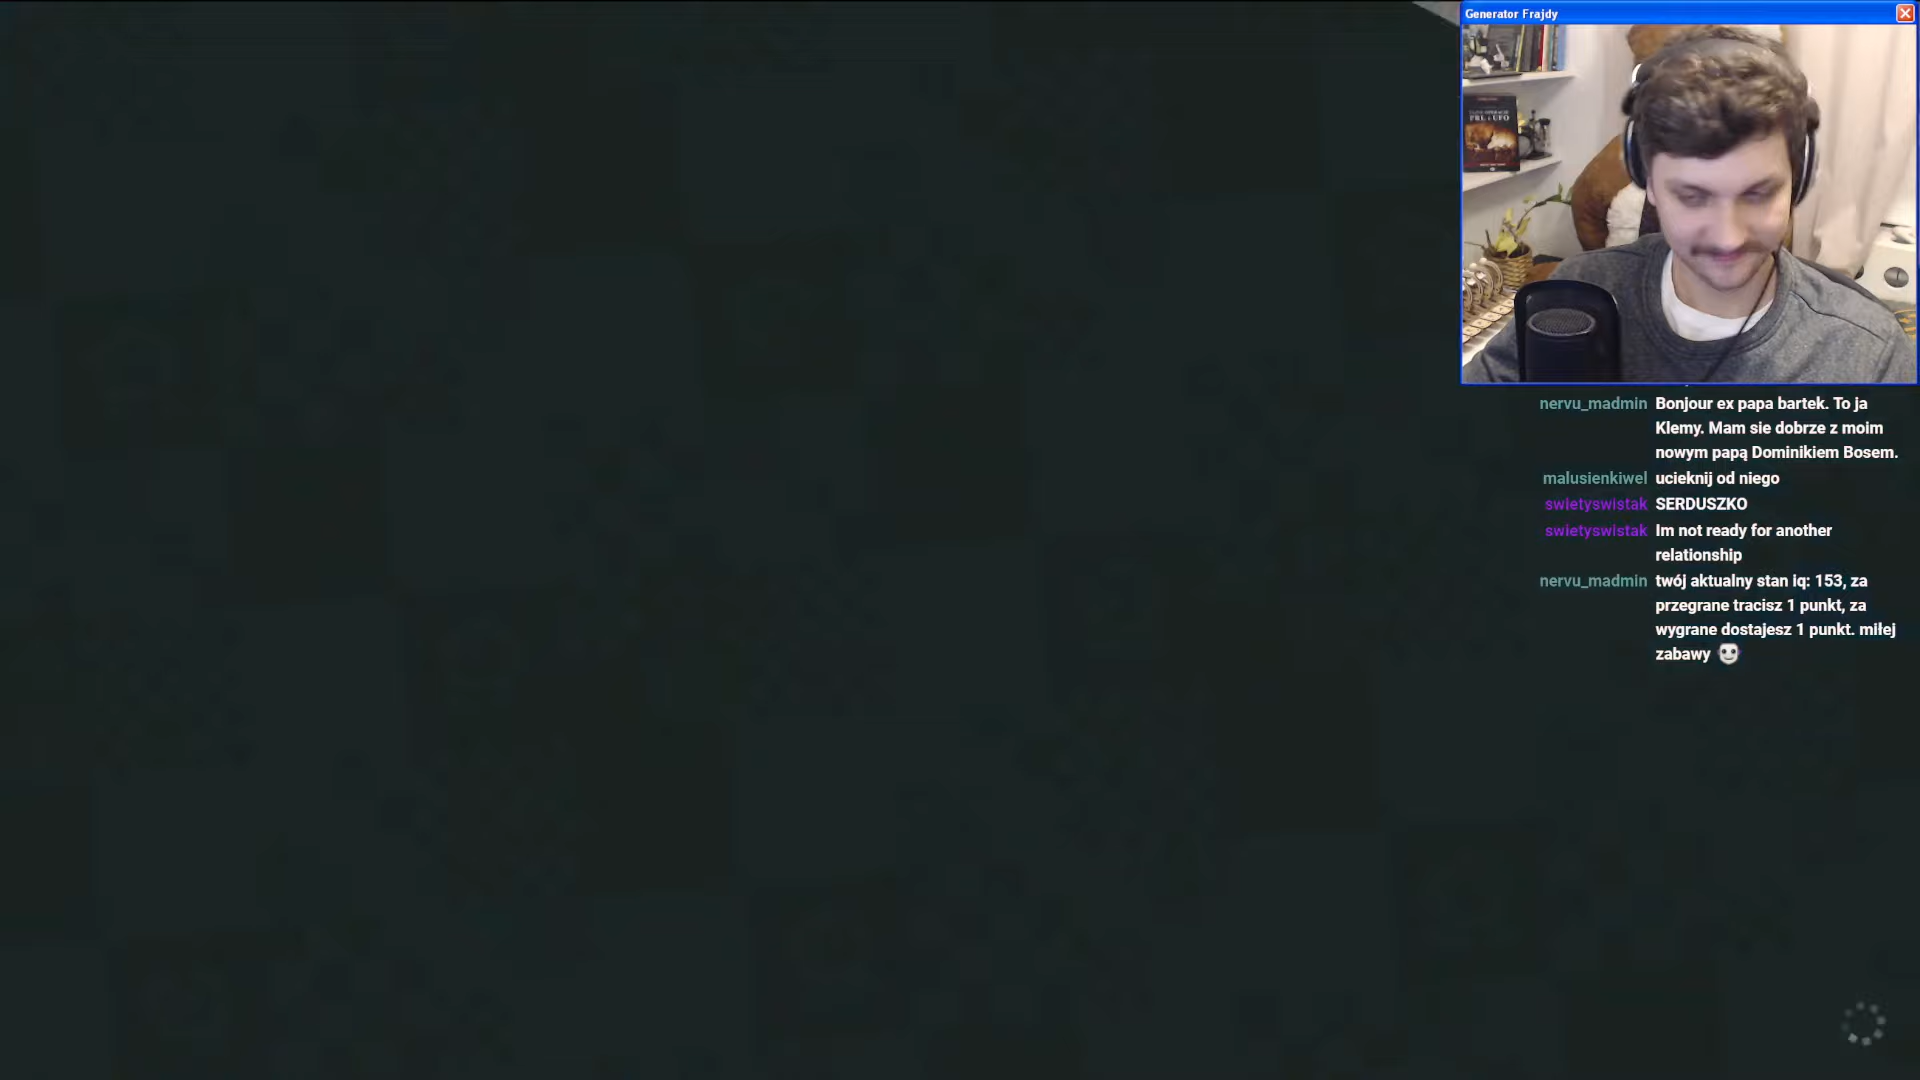 Generator Frajdy
PRL i UFO
nervu_madmin Bonjour ex papa bartek. To ja
Klemy. Mam sie dobrze z moim
nowym papą Dominikiem Bosem.
malusienkiwel ucieknij od niego
swietyswistak SERDUSZKO
swietyswistak Im not ready for another
relationship
nervu_madmin twój aktualny stan iq: 153, za
przegrane tracisz 1 punkt, za
wygrane dostajesz 1 punkt. miłej
zabawy